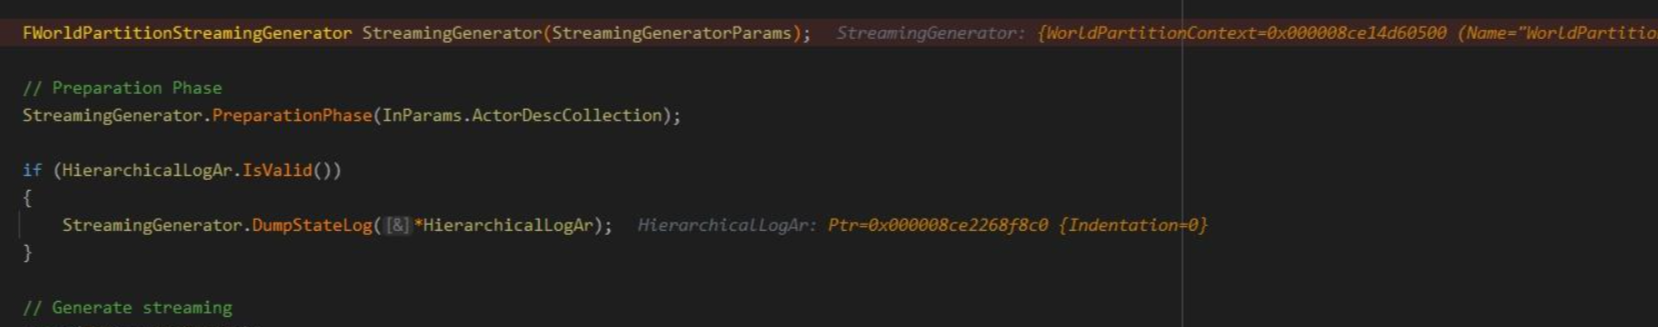 FWorldPartitionStreamingGenerator StreamingGenerator(StreamingGeneratorParams); StreamingGenerator: {WorldPartitionContext=0x000008ce14d60500 (Name="WorldPartitio
// Preparation Phase
StreamingGenerator.PreparationPhase(InParams.ActorDescCollection);
if (HierarchicalLogAr.IsValid())
{
StreamingGenerator.DumpStateLog([&]*HierarchicalLogAr); HierarchicalLogAr: Ptr=0x000008ce2268f8c0 {Indentation=0}
}
// Generate streaming